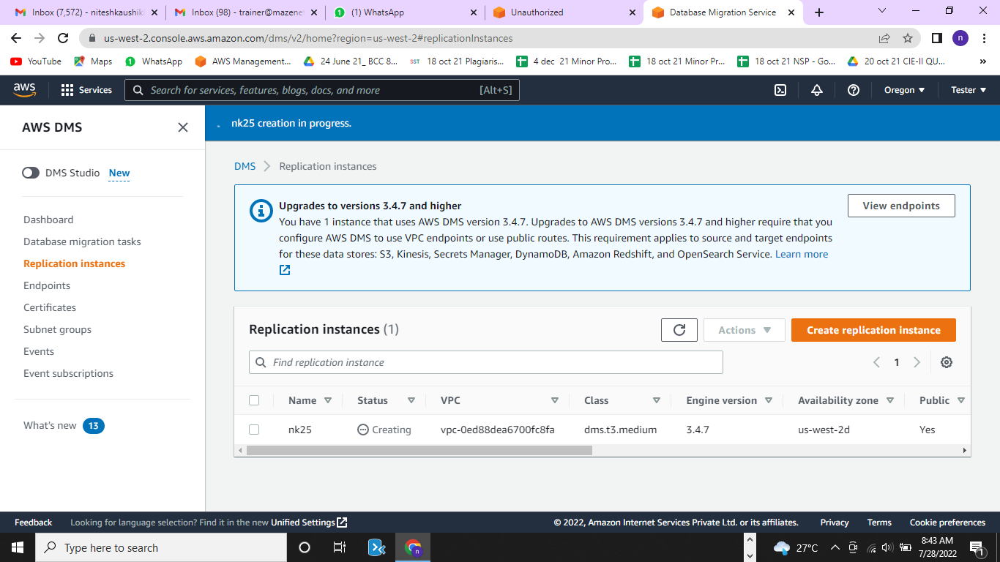 Inbox (7,572) - niteshkaushik
Inbox (98) - trainer@mazene
(1) WhatsApp
Unauthorized
Database Migration Service
us-west-2.console.aws.amazon.com/dms/v2/home?region=us-west-2#replicationInstances
n
YouTube
Maps
WhatsApp
AWS Management...
24 June 21_ BCC 8...
SST 18 oct 21 Plagiaris...
4 dec 21 Minor Pro...
18 oct 21 Minor Pr...
18 oct 21 NSP - Go...
20 oct 21 CIE-II QU...
»
aws
Services
Search for services, features, blogs, docs, and more [Alt+S]
Oregon
Tester
AWS DMS
nk25 creation in progress.
DMS Studio New
Dashboard
Database migration tasks
Replication instances
Endpoints
Certificates
Subnet groups
Events
Event subscriptions
What's new 13
DMS Replication instances
Upgrades to versions 3.4.7 and higher
You have 1 instance that uses AWS DMS version 3.4.7. Upgrades to AWS DMS versions 3.4.7 and higher require that you
configure AWS DMS to use VPC endpoints or use public routes. This requirement applies to source and target endpoints
for these data stores: S3, Kinesis, Secrets Manager, DynamoDB, Amazon Redshift, and OpenSearch Service. Learn more
View endpoints
Replication instances (1)
Actions
Create replication instance
Find replication instance
1
Name Status VPC Class Engine version Availability zone Public
nk25 Creating vpc-0ed88dea6700fc8fa dms.t3.medium 3.4.7 us-west-2d Yes
Feedback Looking for language selection? Find it in the new Unified Settings
© 2022, Amazon Internet Services Private Ltd. or its affiliates. Privacy Terms Cookie preferences
Type here to search
n
27°C
8:43 AM
7/28/2022
1